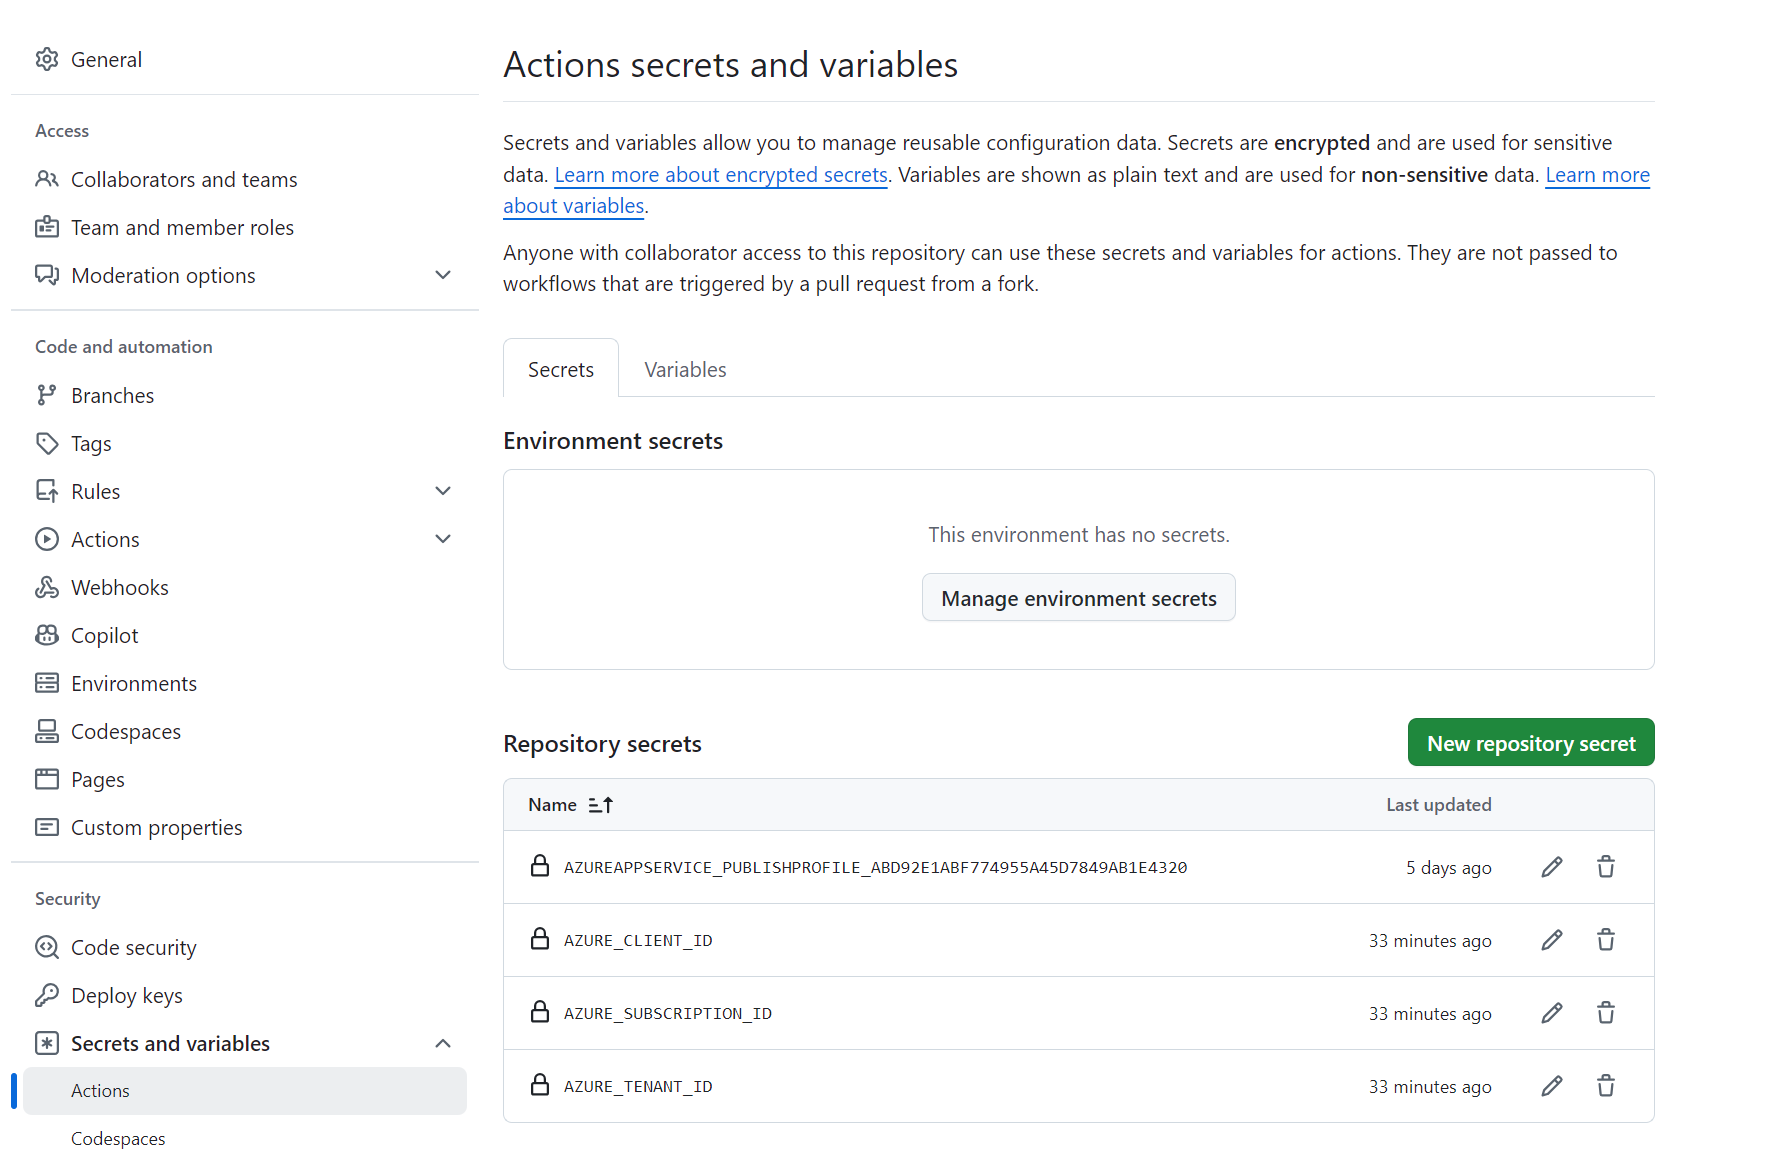 General
Access
Collaborators and teams
Team and member roles
Moderation options
Code and automation
Branches
Tags
Rules
Actions
Webhooks
Copilot
Environments
Codespaces
Pages
Custom properties
Security
Code security
Deploy keys
Secrets and variables
Actions
Codespaces
Actions secrets and variables
Secrets and variables allow you to manage reusable configuration data. Secrets are encrypted and are used for sensitive
data. Learn more about encrypted secrets. Variables are shown as plain text and are used for non-sensitive data. Learn more
about variables.
Anyone with collaborator access to this repository can use these secrets and variables for actions. They are not passed to
workflows that are triggered by a pull request from a fork.
Secrets Variables
Environment secrets
This environment has no secrets.
Manage environment secrets
Repository secrets New repository secret
Name Last updated
AZUREAPPSERVICE_PUBLISHPROFILE_ABD92E1ABF774955A45D7849AB1E4320 5 days ago
AZURE_CLIENT_ID 33 minutes ago
AZURE_SUBSCRIPTION_ID 33 minutes ago
AZURE_TENANT_ID 33 minutes ago